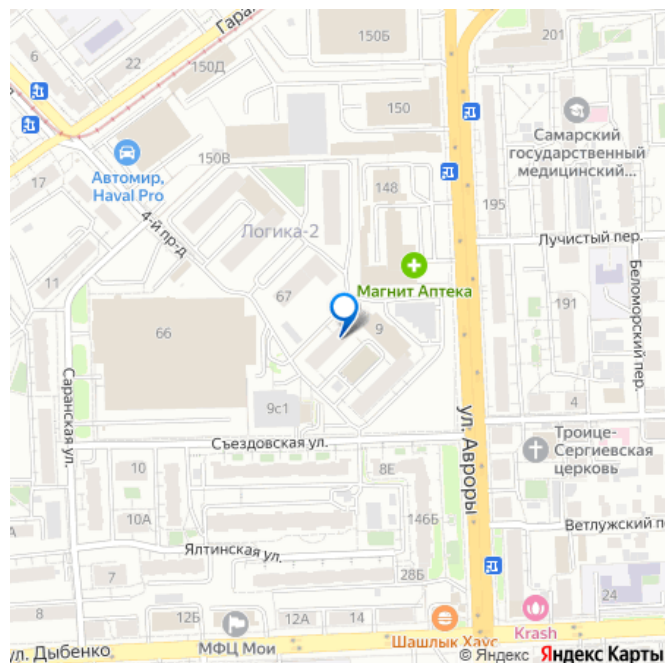 Гара
6
22
150Д
150Б
201
150
Самарский
государственный
медицинский...
Автомир,
Haval Pro
150В
17
148
195
4-й пр-д
Логика-2
Лучистый пер.
Беломорский пер.
11
67
Магнит Аптека
191
66
9
Саранская ул.
9с1
4
ул. Авроры
Съездовская ул.
Троице-
Сергиевская
церковь
10
8Е
10А
146Б
Ветлужский п
Ялтинская ул.
7
28Б
8
12Б
12А
14
24
ул. Дыбенко
МФЦ Мои
Шашлык Хаус
Krash
© Яндекс Яндекс Карты